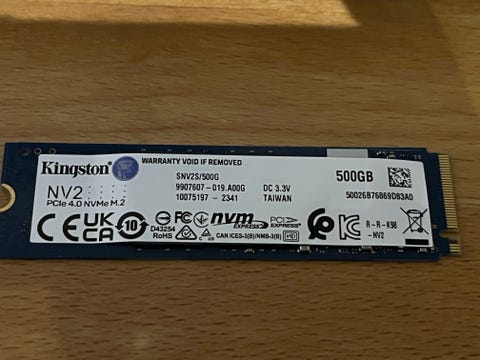 Kingston
WARRANTY VOID IF REMOVED
SNV2S/500G
9907607-019.A00G
10075197 - 2341
DC 3.3V
TAIWAN
500GB
50026B76869D83A0
NV2
PCIe 4.0 NVMe M.2
CE UK CA
10
D43254
RoHS
FC
nvm
EXPRESS
PCI
EXPRESS
CAN ICES-3(B)/NMB-3(B)
R-R-K98
-NV2